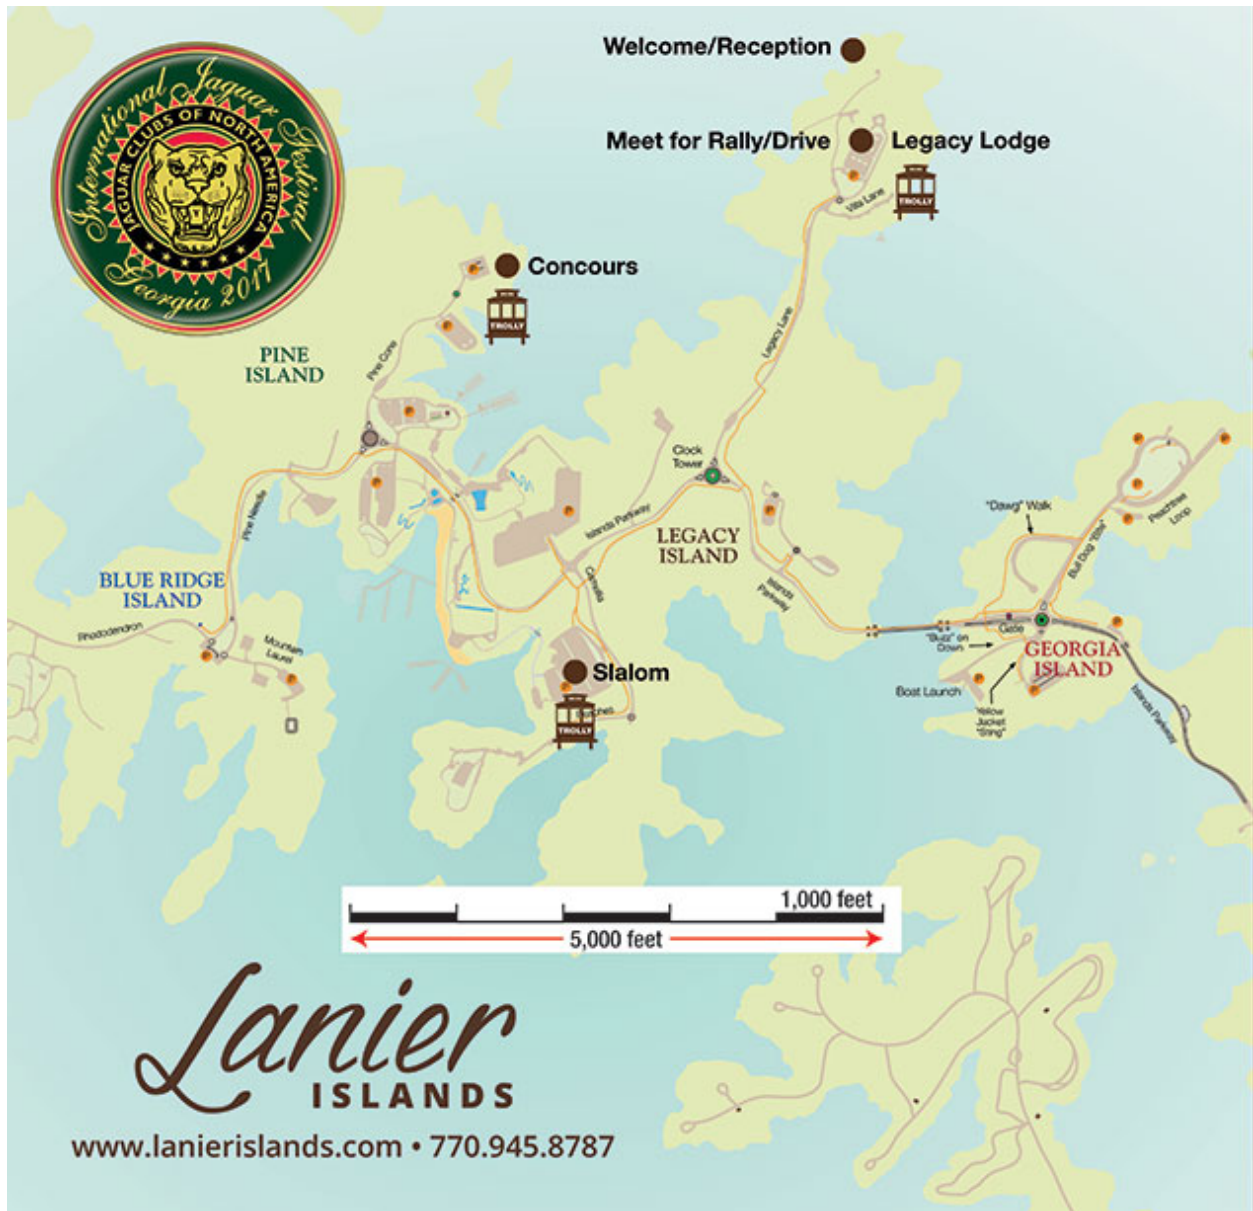 International Jaguar Festival
JAGUAR CLUBS OF NORTH AMERICA
Georgia 2017
Welcome/Reception
Meet for Rally/Drive
Legacy Lodge
TROLLY
Villa Lane
Concours
TROLLY
Legacy Lane
PINE
ISLAND
Pine Cone
Clock
Tower
Pine Needle
Islands Parkway
LEGACY
ISLAND
"Dawg" Walk
Peachtree
Loop
Bull Dog "Bite"
BLUE RIDGE
ISLAND
Camellia
Islands
Parkway
Rhododendron
Mountain
Laurel
Gate
"Buzz" on
Down
GEORGIA
ISLAND
Slalom
TROLLY
Boat Launch
Yellow
Jacket
"Sting"
Islands Parkway
1,000 feet
5,000 feet
Lanier
ISLANDS
www.lanierislands.com • 770.945.8787